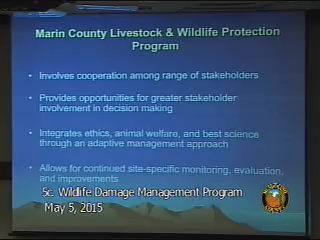 Marin County Livestock & Wildlife Protection
Program
• Involves cooperation among range of stakeholders
• Provides opportunities for greater stakeholder
involvement in decision making
• Integrates ethics, animal welfare, and best science
through an adaptive management approach
• Allows for continued site-specific monitoring, evaluation,
and improvements
5c. Wildlife Damage Management Program
May 5, 2015